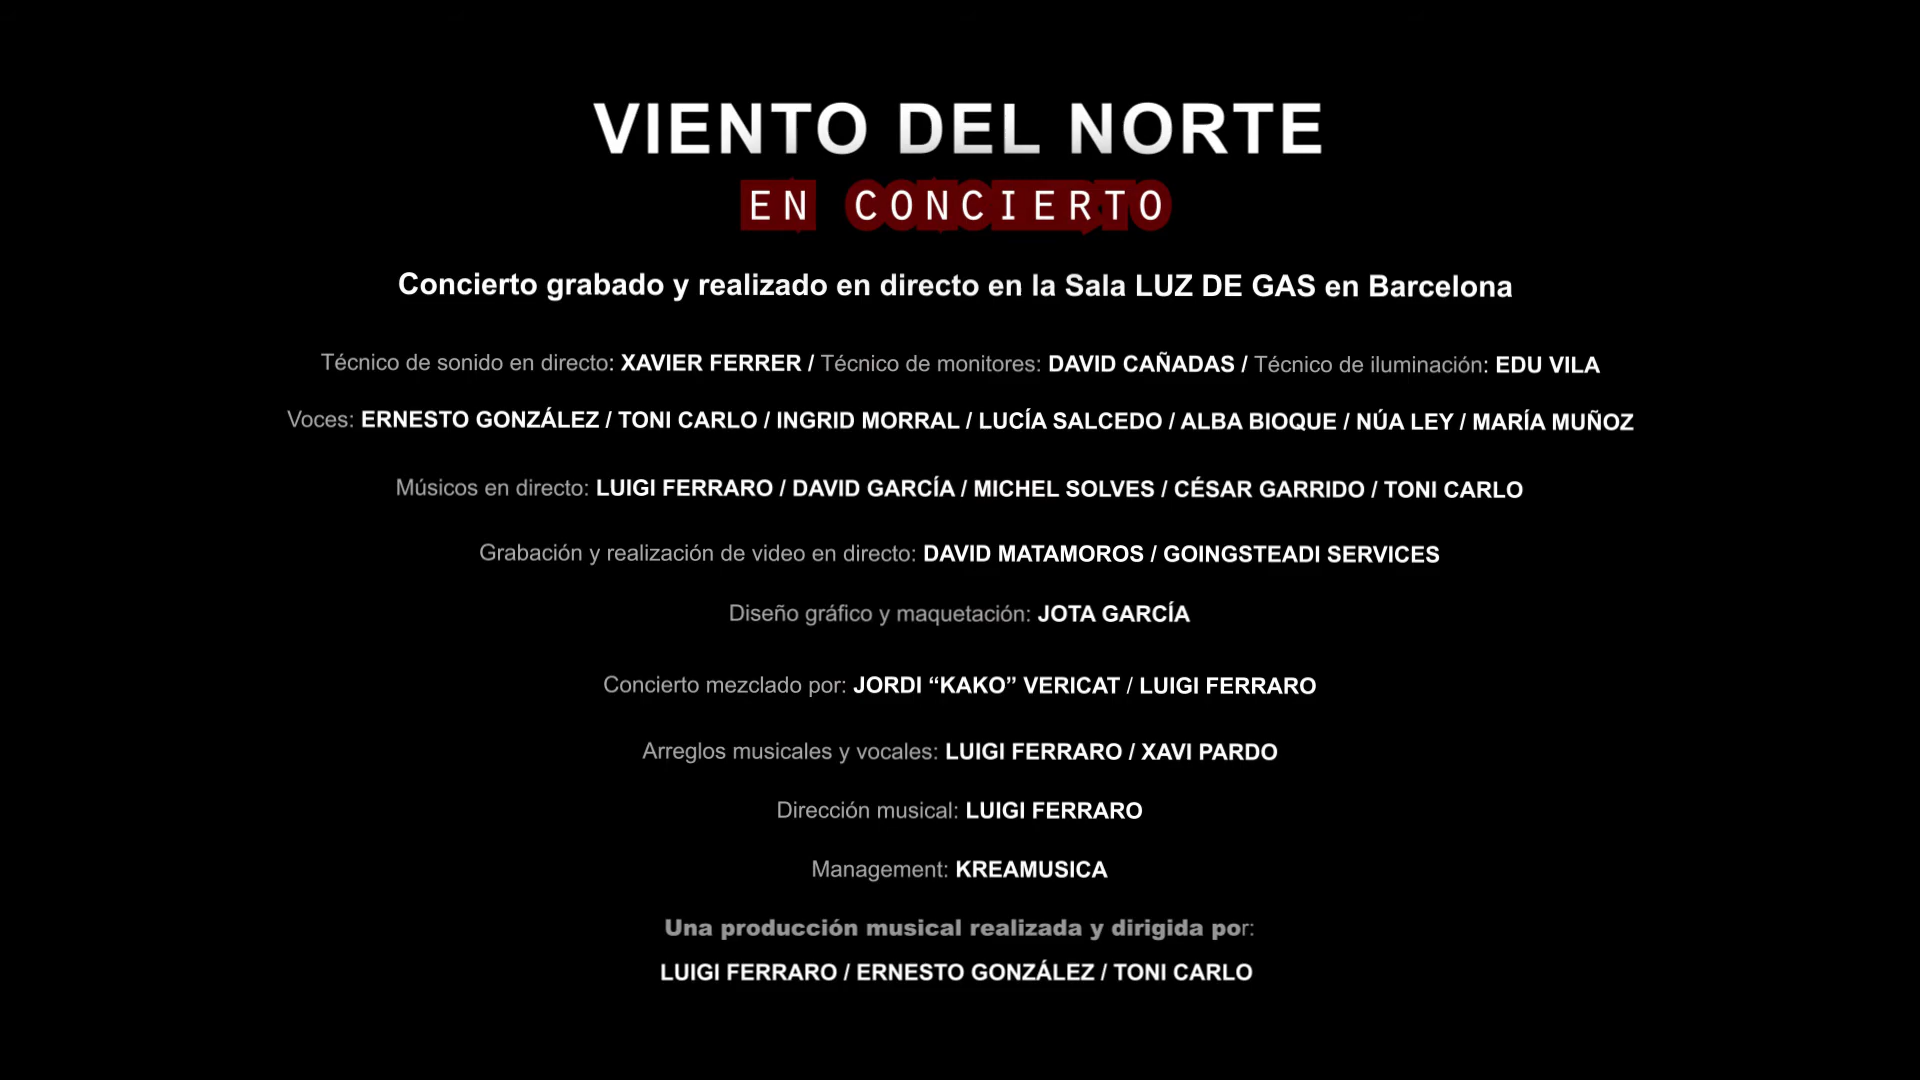 VIENTO DEL NORTE
EN CONCIERTO
Concierto grabado y realizado en directo en la Sala LUZ DE GAS en Barcelona
Técnico de sonido en directo: XAVIER FERRER / Técnico de monitores: DAVID CAÑADAS / Técnico de iluminación: EDU VILA
Voces: ERNESTO GONZÁLEZ / TONI CARLO / INGRID MORRAL / LUCÍA SALCEDO / ALBA BIOQUE / NÚA LEY / MARÍA MUÑOZ
Músicos en directo: LUIGI FERRARO / DAVID GARCÍA / MICHEL SOLVES / CÉSAR GARRIDO / TONI CARLO
Grabación y realización de video en directo: DAVID MATAMOROS / GOINGSTEADI SERVICES
Diseño gráfico y maquetación: JOTA GARCÍA
Concierto mezclado por: JORDI “KAKO” VERICAT / LUIGI FERRARO
Arreglos musicales y vocales: LUIGI FERRARO / XAVI PARDO
Dirección musical: LUIGI FERRARO
Management: KREAMUSICA
Una producción musical realizada y dirigida por:
LUIGI FERRARO / ERNESTO GONZÁLEZ / TONI CARLO